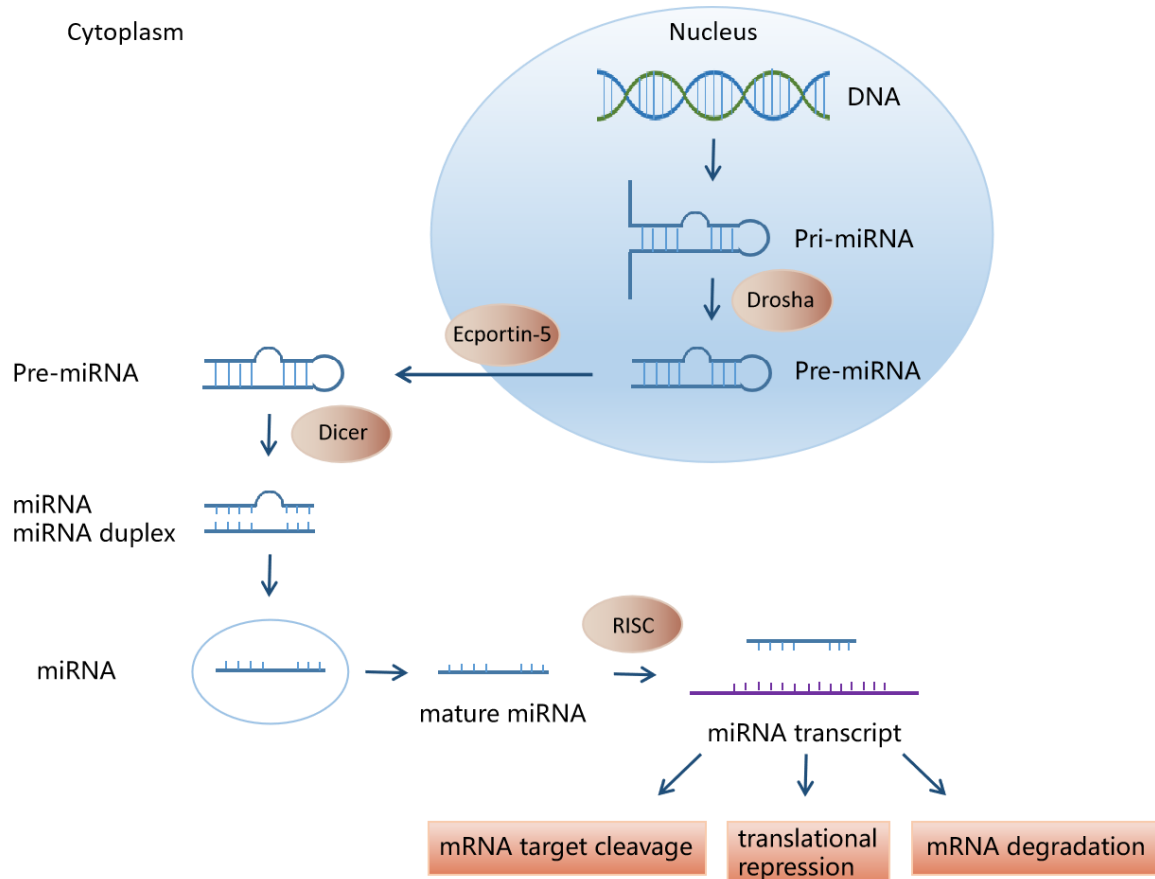 Cytoplasm
Nucleus
DNA
Pri-miRNA
Drosha
Ecportin-5
Pre-miRNA
Pre-miRNA
Dicer
miRNA
miRNA duplex
miRNA
mature miRNA
RISC
miRNA transcript
mRNA target cleavage
translational
repression
mRNA degradation